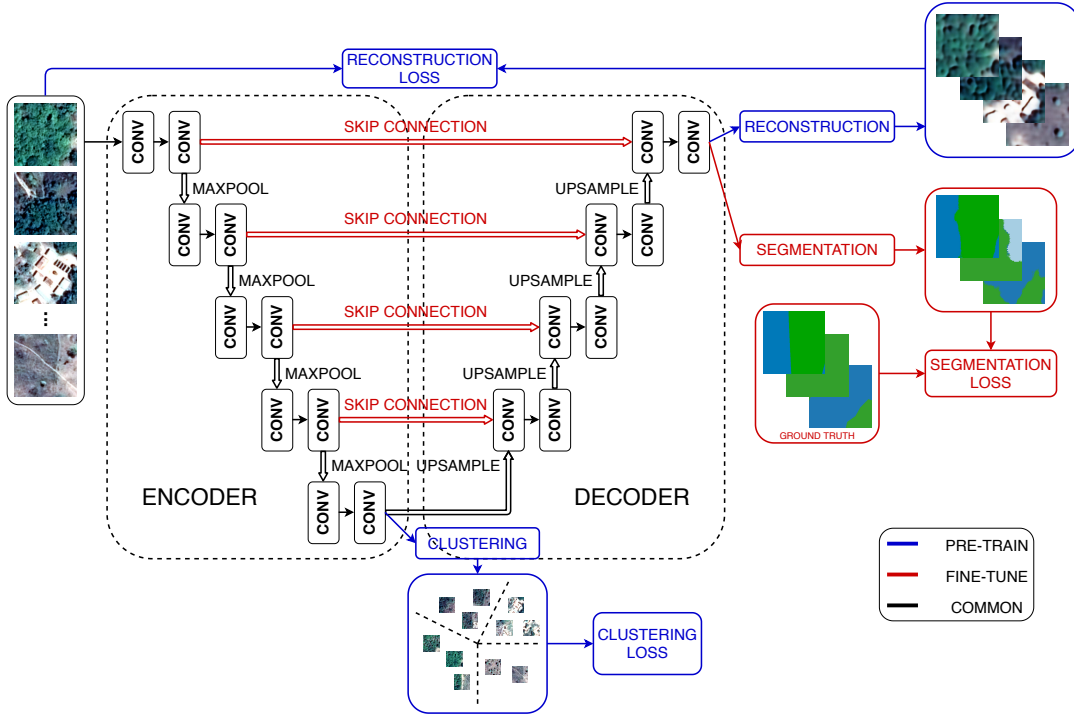 RECONSTRUCTION
LOSS
SKIP CONNECTION
CONV
CONV
CONV
CONV
RECONSTRUCTION
MAXPOOL
UPSAMPLE
SKIP CONNECTION
CONV
CONV
CONV
CONV
SEGMENTATION
MAXPOOL
UPSAMPLE
SKIP CONNECTION
CONV
CONV
CONV
CONV
...
MAXPOOL
UPSAMPLE
SEGMENTATION
LOSS
SKIP CONNECTION
CONV
CONV
CONV
CONV
GROUND TRUTH
MAXPOOL
UPSAMPLE
ENCODER
CONV
CONV
DECODER
CLUSTERING
PRE-TRAIN
FINE-TUNE
COMMON
CLUSTERING
LOSS